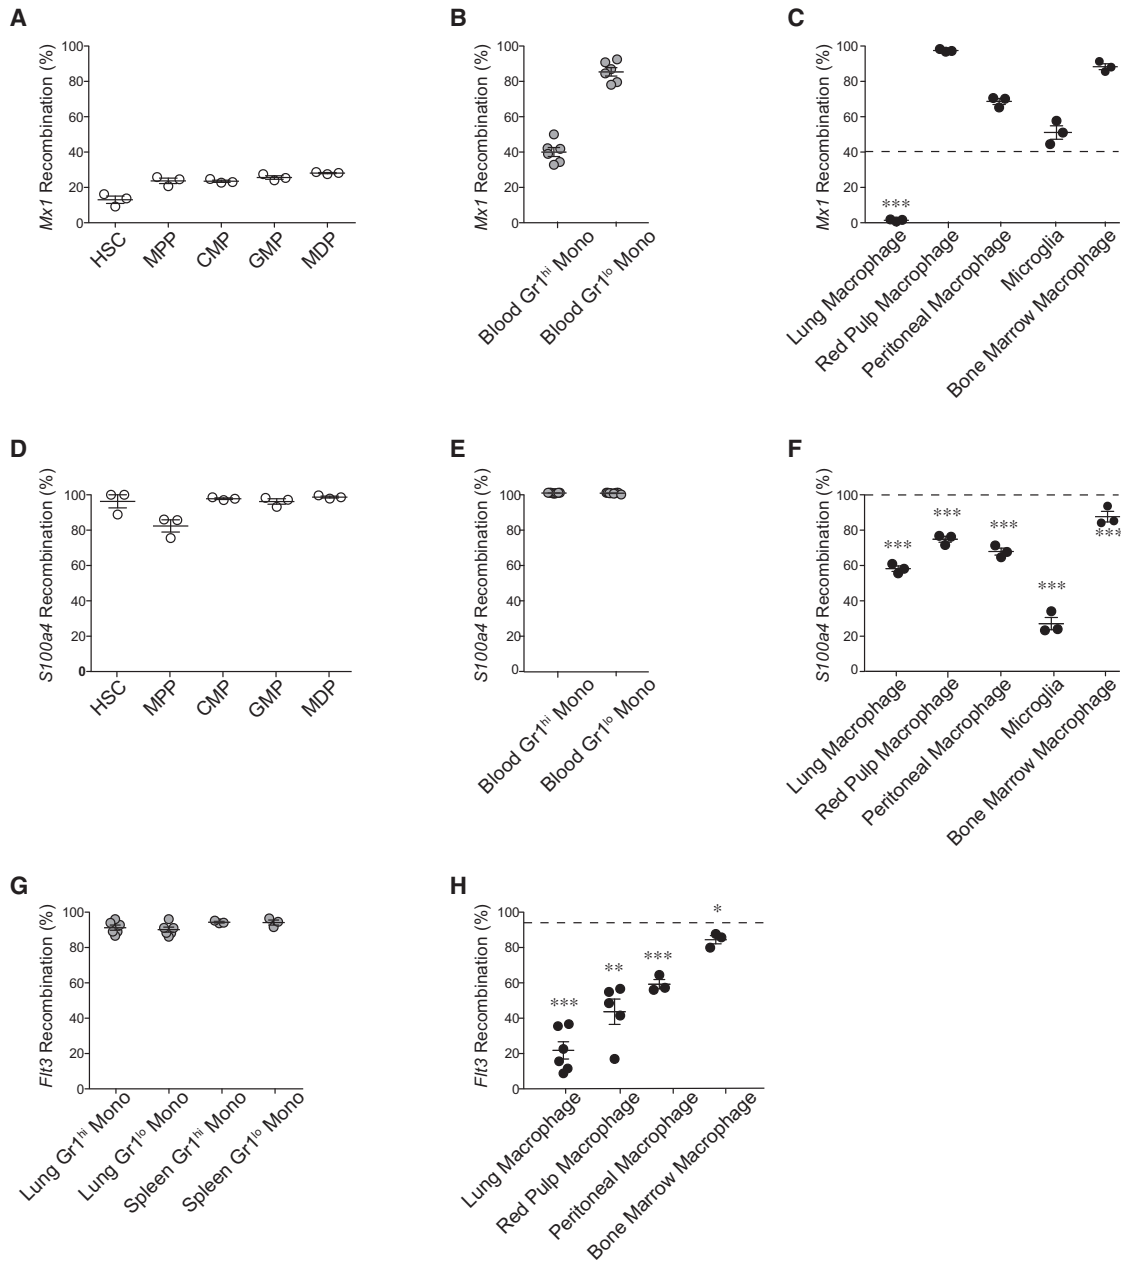 A
Mx1 Recombination (%)
100
80
60
40
20
0
HSC
MPP
CMP
GMP
MDP
B
Mx1 Recombination (%)
100
80
60
40
20
0
Blood Gr1hi Mono
Blood Gr1lo Mono
C
Mx1 Recombination (%)
100
80
60
40
20
0
***
Lung Macrophage
Red Pulp Macrophage
Peritoneal Macrophage
Microglia
Bone Marrow Macrophage
D
S100a4 Recombination (%)
100
80
60
40
20
0
HSC
MPP
CMP
GMP
MDP
E
S100a4 Recombination (%)
100
80
60
40
20
0
Blood Gr1hi Mono
Blood Gr1lo Mono
F
S100a4 Recombination (%)
100
80
60
40
20
0
***
***
***
***
***
Lung Macrophage
Red Pulp Macrophage
Peritoneal Macrophage
Microglia
Bone Marrow Macrophage
G
Flt3 Recombination (%)
100
80
60
40
20
0
Lung Gr1hi Mono
Lung Gr1lo Mono
Spleen Gr1hi Mono
Spleen Gr1lo Mono
H
Flt3 Recombination (%)
100
80
60
40
20
0
***
**
***
*
Lung Macrophage
Red Pulp Macrophage
Peritoneal Macrophage
Bone Marrow Macrophage